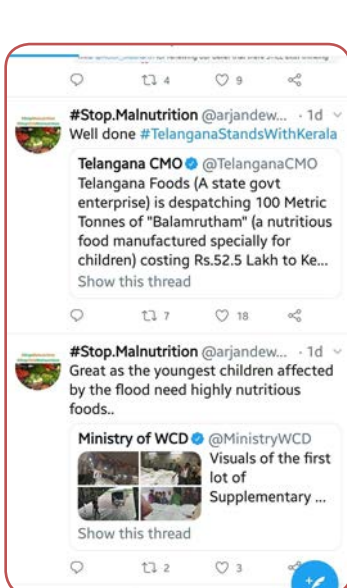 4 9
#Stop.Malnutrition @arjandew... · 1d
Well done #TelanganaStandsWithKerala
Telangana CMO @TelanganaCMO
Telangana Foods (A state govt
enterprise) is despatching 100 Metric
Tonnes of "Balamrutham" (a nutritious
food manufactured specially for
children) costing Rs.52.5 Lakh to Ke...
Show this thread
7 18
#Stop.Malnutrition @arjandew... · 1d
Great as the youngest children affected
by the flood need highly nutritious
foods..
Ministry of WCD @MinistryWCD
Visuals of the first
lot of
Supplementary ...
Show this thread
2 3